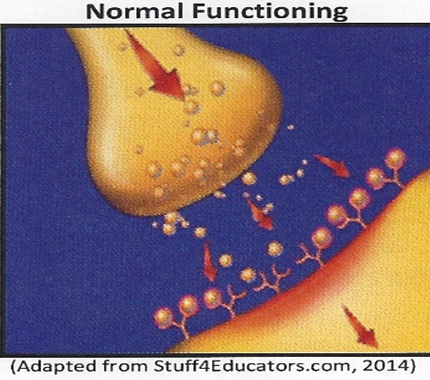 Normal Functioning
(Adapted from Stuff4Educators.com, 2014)